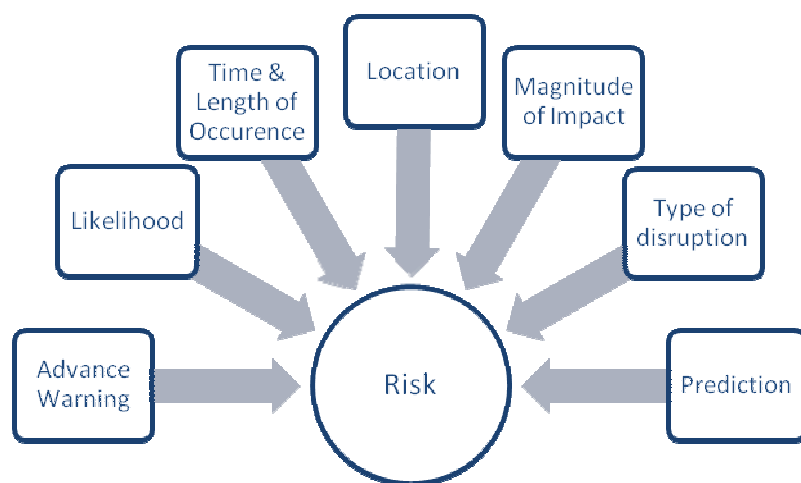 Location
Time &
Length of
Occurence
Magnitude
of Impact
Likelihood
Type of
disruption
Advance
Warning
Risk
Prediction